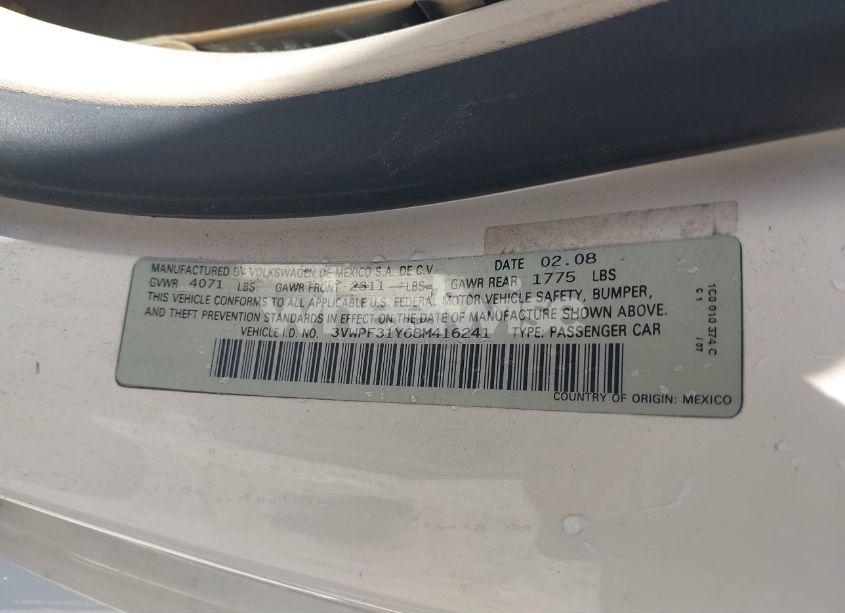 MANUFACTURED BY VOLKSWAGEN DE MEXICO S.A. DE C.V. DATE 02.08
GVWR 4071 LBS GAWR FRONT 2311 LBS GAWR REAR 1775 LBS
THIS VEHICLE CONFORMS TO ALL APPLICABLE U.S. FEDERAL MOTOR VEHICLE SAFETY, BUMPER,
AND THEFT PREVENTION STANDARDS IN EFFECT ON THE DATE OF MANUFACTURE SHOWN ABOVE.
VEHICLE I.D. NO. 3VWPF31Y68M416241 TYPE: PASSENGER CAR
COUNTRY OF ORIGIN: MEXICO
1C0 010 374 C
C 1 / 07